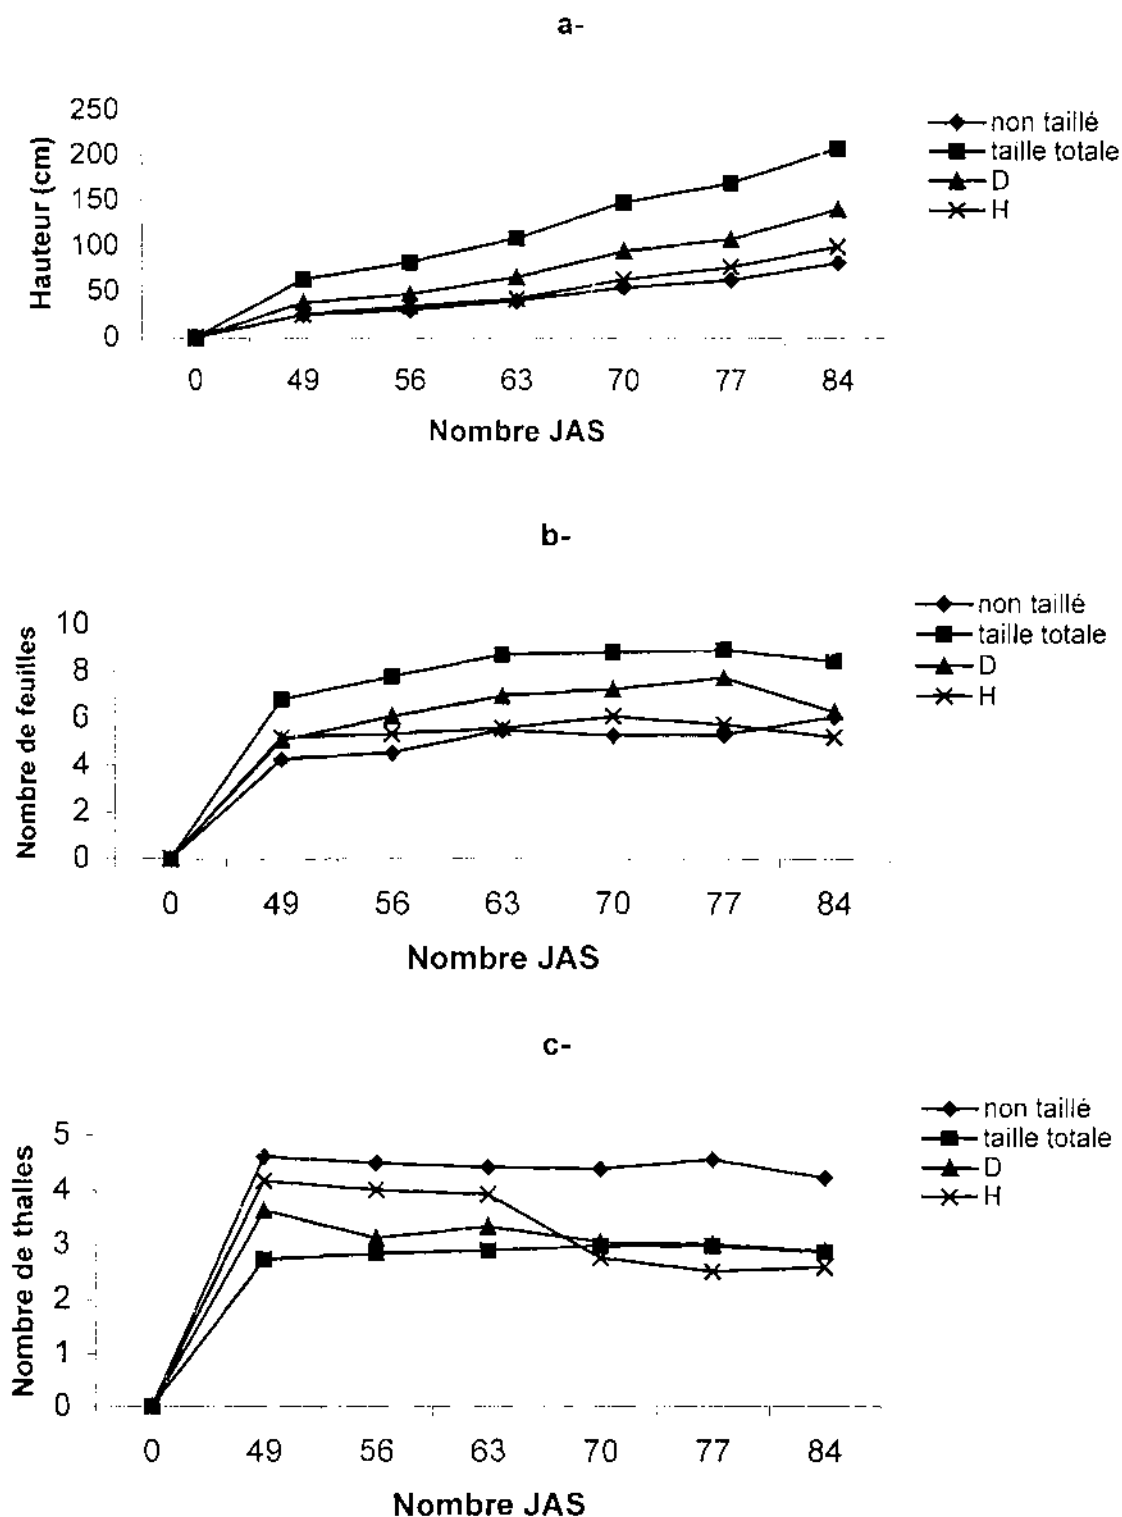 a-
Hauteur (cm)
250
200
150
100
50
0
0 49 56 63 70 77 84
Nombre JAS
non taillé
taille totale
D
H
b-
Nombre de feuilles
10
8
6
4
2
0
0 49 56 63 70 77 84
Nombre JAS
non taillé
taille totale
D
H
c-
Nombre de thalles
5
4
3
2
1
0
0 49 56 63 70 77 84
Nombre JAS
non taillé
taille totale
D
H